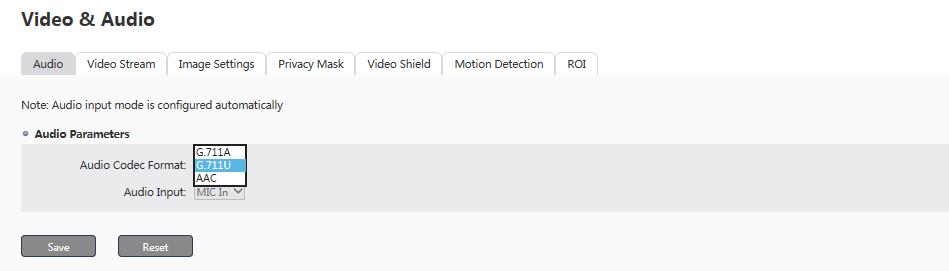 Video & Audio
Audio Video Stream Image Settings Privacy Mask Video Shield Motion Detection ROI
Note: Audio input mode is configured automatically
Audio Parameters
G.711A
Audio Codec Format: G.711U
AAC
Audio Input: MIC In
Save Reset